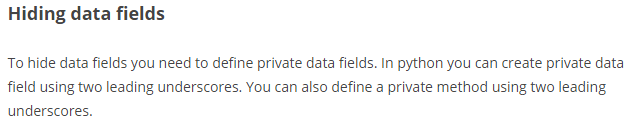 Hiding data fields
To hide data fields you need to define private data fields. In python you can create private data
field using two leading underscores. You can also define a private method using two leading
underscores.